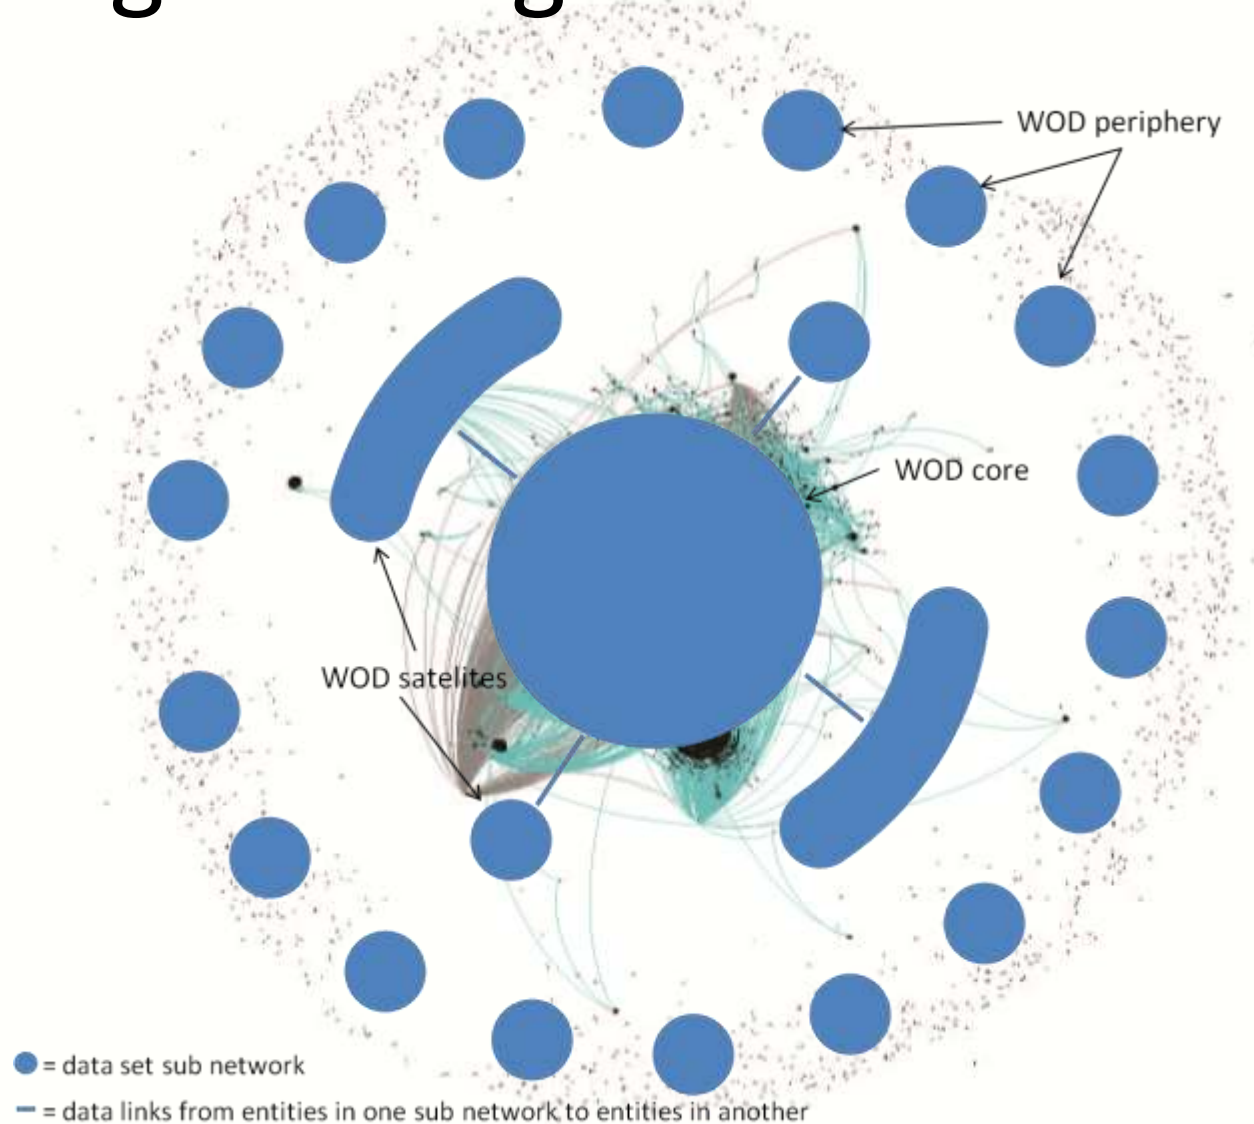 WOD periphery
WOD core
WOD satelites
= data set sub network
= data links from entities in one sub network to entities in another